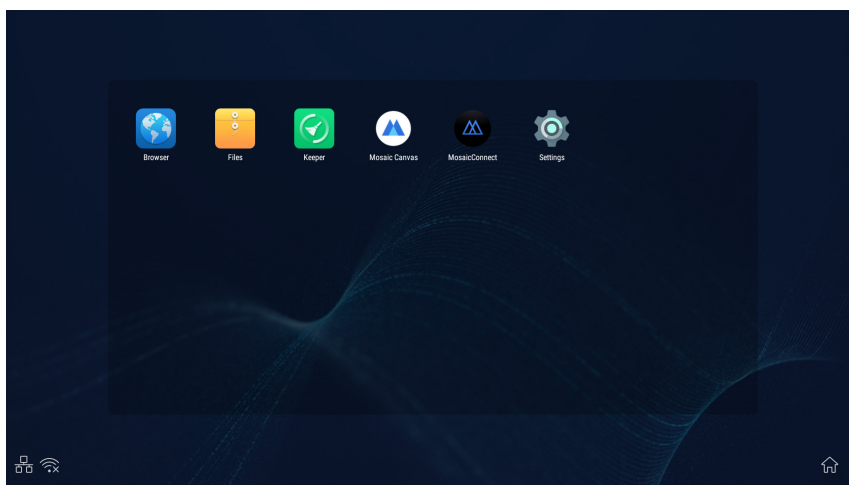 Browser
Files
Keeper
Mosaic Canvas
MosaicConnect
Settings